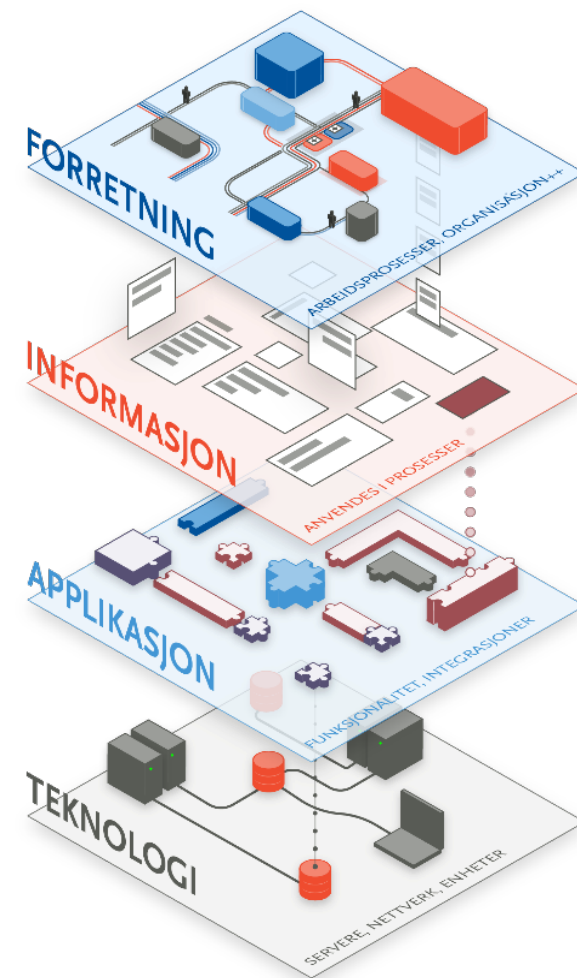 FORRETNING
ARBEIDSPROSESSER, ORGANISASJON++
INFORMASJON
ANVENDES I PROSESSER
APPLIKASJON
FUNKSJONALITET, INTEGRASJONER
TEKNOLOGI
SERVERE, NETTVERK, ENHETER